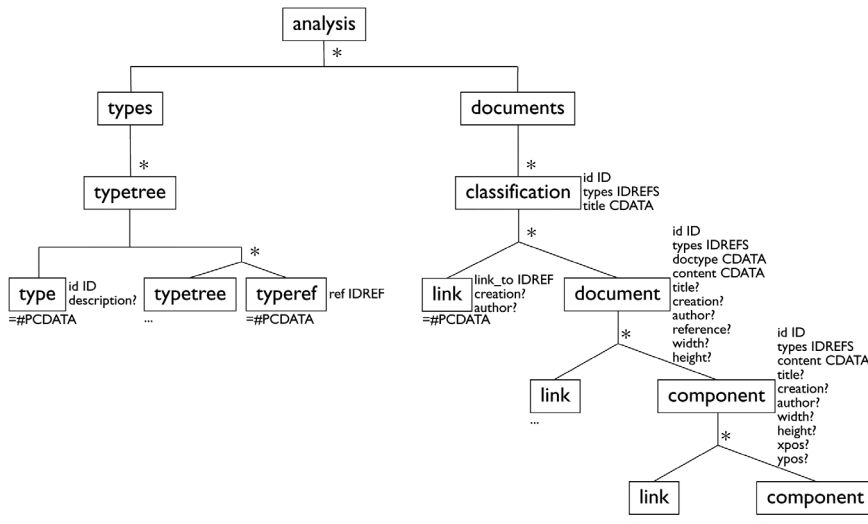 analysis
*
types
documents
*
*
typetree
classification
id ID
types IDREFS
title CDATA
*
*
type
id ID
description?
=#PCDATA
typetree
...
typeref
ref IDREF
=#PCDATA
link
link_to IDREF
creation?
author?
=#PCDATA
document
id ID
types IDREFS
doctype CDATA
content CDATA
title?
creation?
author?
reference?
width?
height?
*
link
...
component
id ID
types IDREFS
content CDATA
title?
creation?
author?
width?
height?
xpos?
ypos?
*
link
component